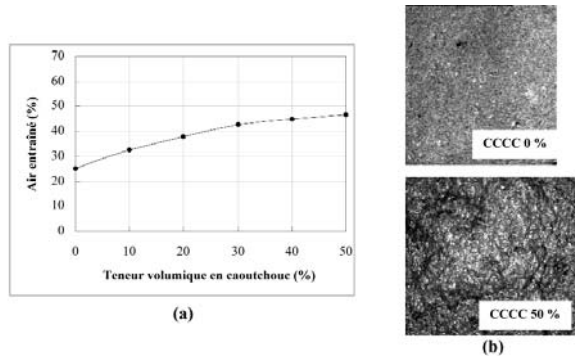 70
60
50
40
30
20
10
0
Air entraîné (%)
0 10 20 30 40 50
Teneur volumique en caoutchouc (%)
(a)
CCCC 0 %
CCCC 50 %
(b)